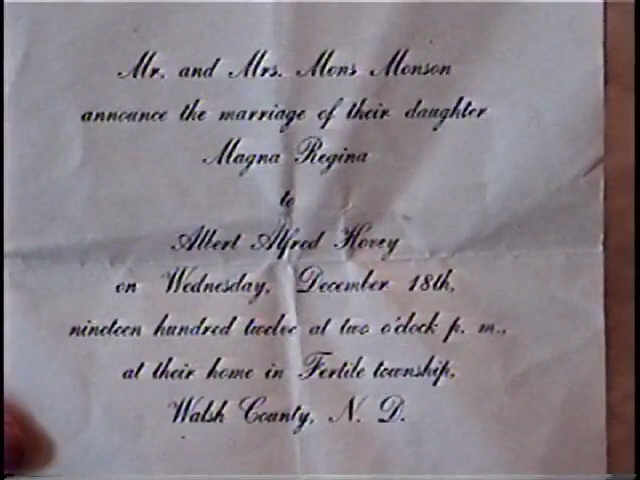 Mr. and Mrs. Mons Monson
announce the marriage of their daughter
Magna Regina
to
Albert Alfred Hovey
on Wednesday, December 18th,
nineteen hundred twelve at two o'clock p. m.,
at their home in Fertile township,
Walsh County, N. D.